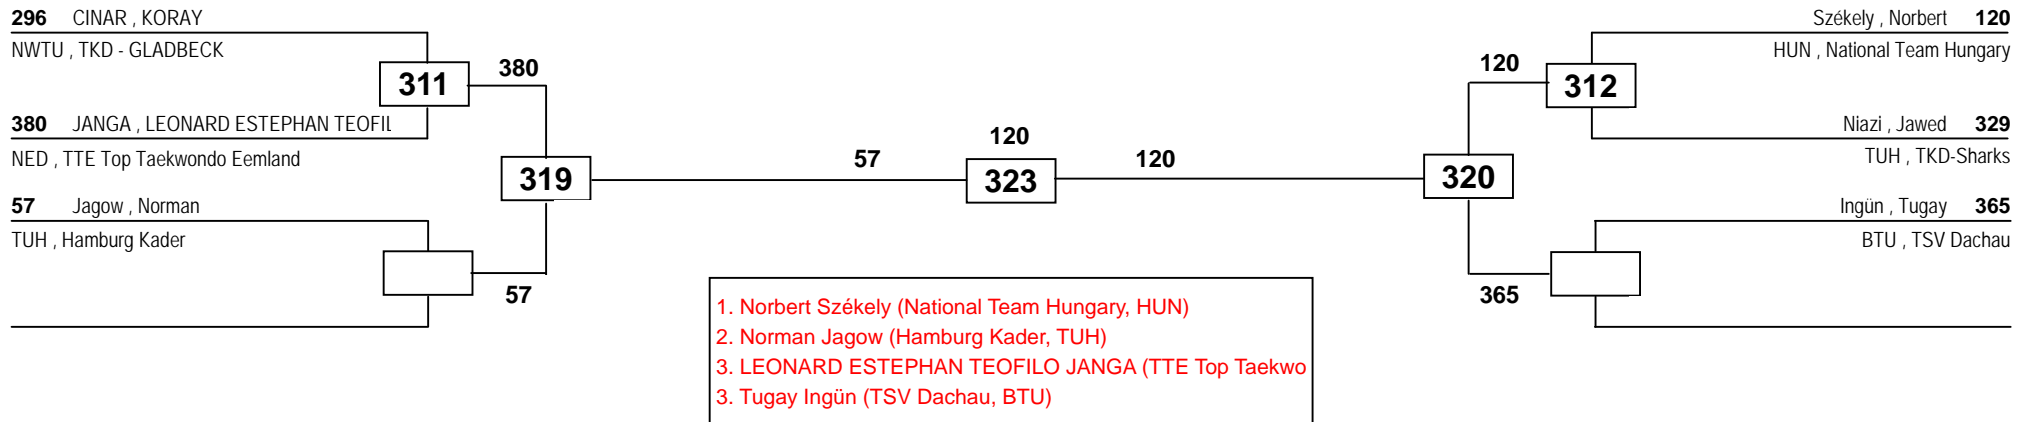 296 CINAR , KORAY
NWTU , TKD - GLADBECK
311
380
380 JANGA , LEONARD ESTEPHAN TEOFIL
NED , TTE Top Taekwondo Eemland
319
57 Jagow , Norman
TUH , Hamburg Kader
57
57
120
323
120
Székely , Norbert 120
HUN , National Team Hungary
120
312
Niazi , Jawed 329
TUH , TKD-Sharks
320
Ingün , Tugay 365
BTU , TSV Dachau
365
1. Norbert Székely (National Team Hungary, HUN)
2. Norman Jagow (Hamburg Kader, TUH)
3. LEONARD ESTEPHAN TEOFILO JANGA (TTE Top Taekwo
3. Tugay Ingün (TSV Dachau, BTU)